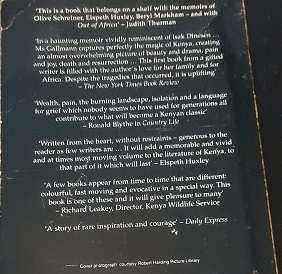 'This is a book that belongs on a shelf with the memoirs of
Olive Schreiner, Elspeth Huxley, Beryl Markham – and with
Out of Africa' – Judith Thurman
'In a haunting memoir vividly reminiscent of Isak Dinesen ...
Ms Gallmann captures perfectly the magic of Kenya, creating
an almost overwhelming picture of beauty and drama, pain
and joy, death and resurrection ... This first book from a gifted
writer is filled with the author's love for her family and for
Africa. Despite the tragedies that occurred, it is uplifting'
– The New York Times Book Review
'Wealth, pain, the burning landscape, isolation and a language
for grief which nobody seems to have used for generations all
contribute to what will become a Kenyan classic'
– Ronald Blythe in Country Life
'Written from the heart, without restraints – generous to the
reader as few writers are ... It will add a memorable and vivid
and at times most moving volume to the literature of Kenya, to
that part of it which will last' – Elspeth Huxley
'A few books appear from time to time that are different:
colourful, fast moving and evocative in a special way. This
book is one of these and it will give pleasure to many'
– Richard Leakey, Director, Kenya Wildlife Service
'A story of rare inspiration and courage' – Daily Express
Cover photograph courtesy Robert Harding Picture Library